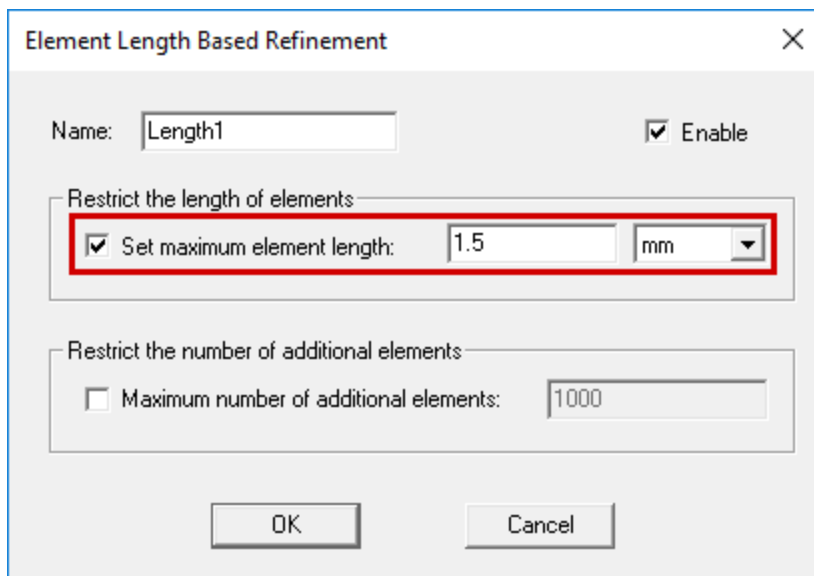 Element Length Based Refinement
Name: Length1 Enable
Restrict the length of elements
Set maximum element length: 1.5 mm
Restrict the number of additional elements
Maximum number of additional elements: 1000
OK Cancel